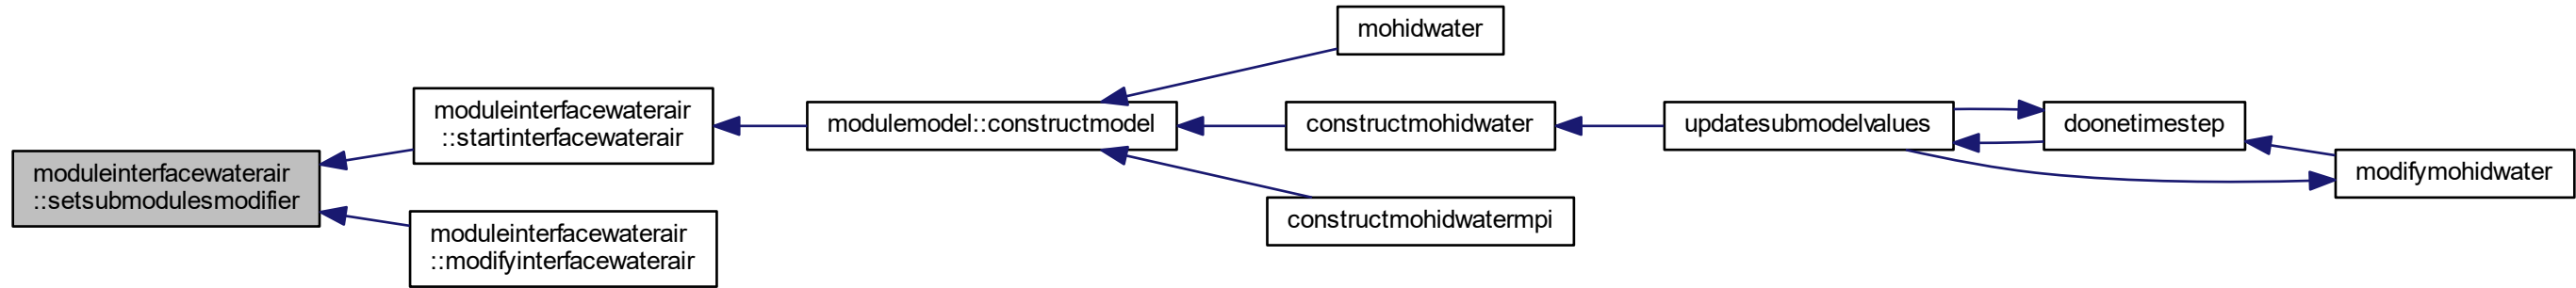 moduleinterfacewaterair
::setsubmodulesmodifier
moduleinterfacewaterair
::startinterfacewaterair
moduleinterfacewaterair
::modifyinterfacewaterair
modulemodel::constructmodel
mohidwater
constructmohidwater
constructmohidwatermpi
updatesubmodelvalues
doonetimestep
modifymohidwater